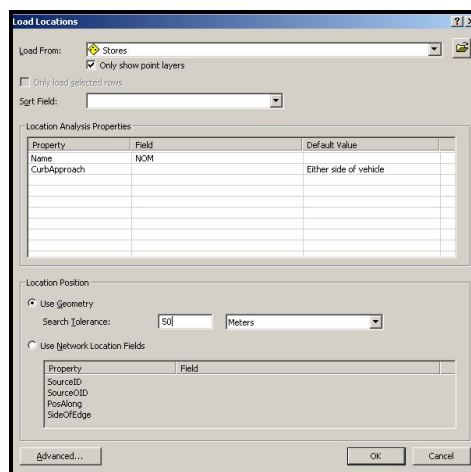 Load Locations
Load From: Stores
Only show point layers
Only load selected rows
Sort Field:
Location Analysis Properties
Property Field Default Value
Name NOM
CurbApproach Either side of vehicle
Location Position
Use Geometry
Search Tolerance: 50 Meters
Use Network Location Fields
Property Field
SourceID
SourceOID
PosAlong
SideOfEdge
Advanced... OK Cancel